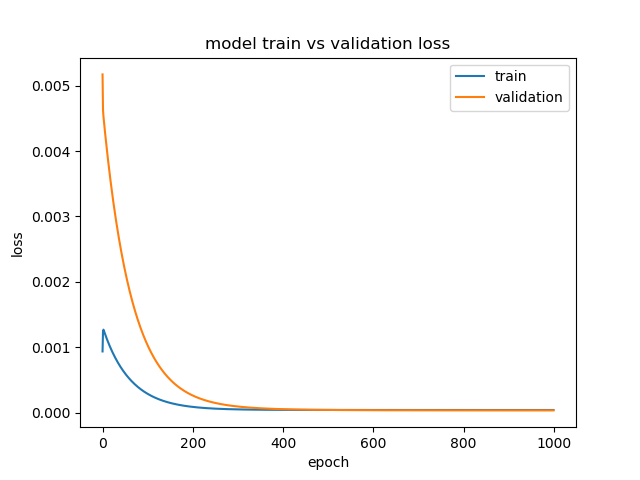 model train vs validation loss
train
validation
0.005
0.004
0.003
0.002
0.001
0.000
loss
0 200 400 600 800 1000
epoch